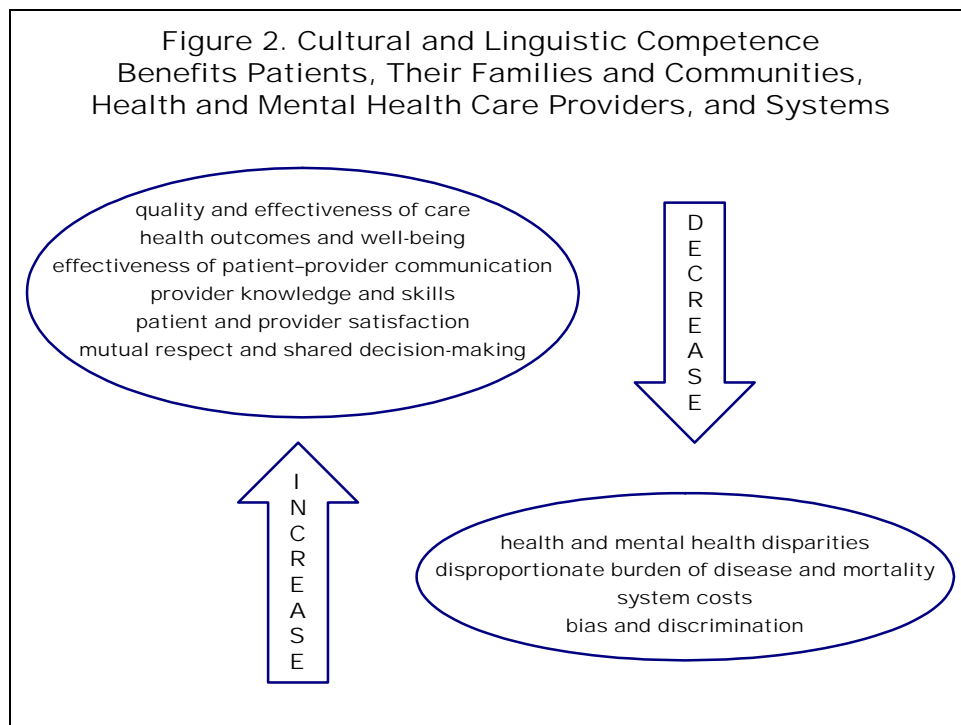 Figure 2. Cultural and Linguistic Competence
Benefits Patients, Their Families and Communities,
Health and Mental Health Care Providers, and Systems
quality and effectiveness of care
health outcomes and well-being
effectiveness of patient–provider communication
provider knowledge and skills
patient and provider satisfaction
mutual respect and shared decision-making
DECREASE
INCREASE
health and mental health disparities
disproportionate burden of disease and mortality
system costs
bias and discrimination